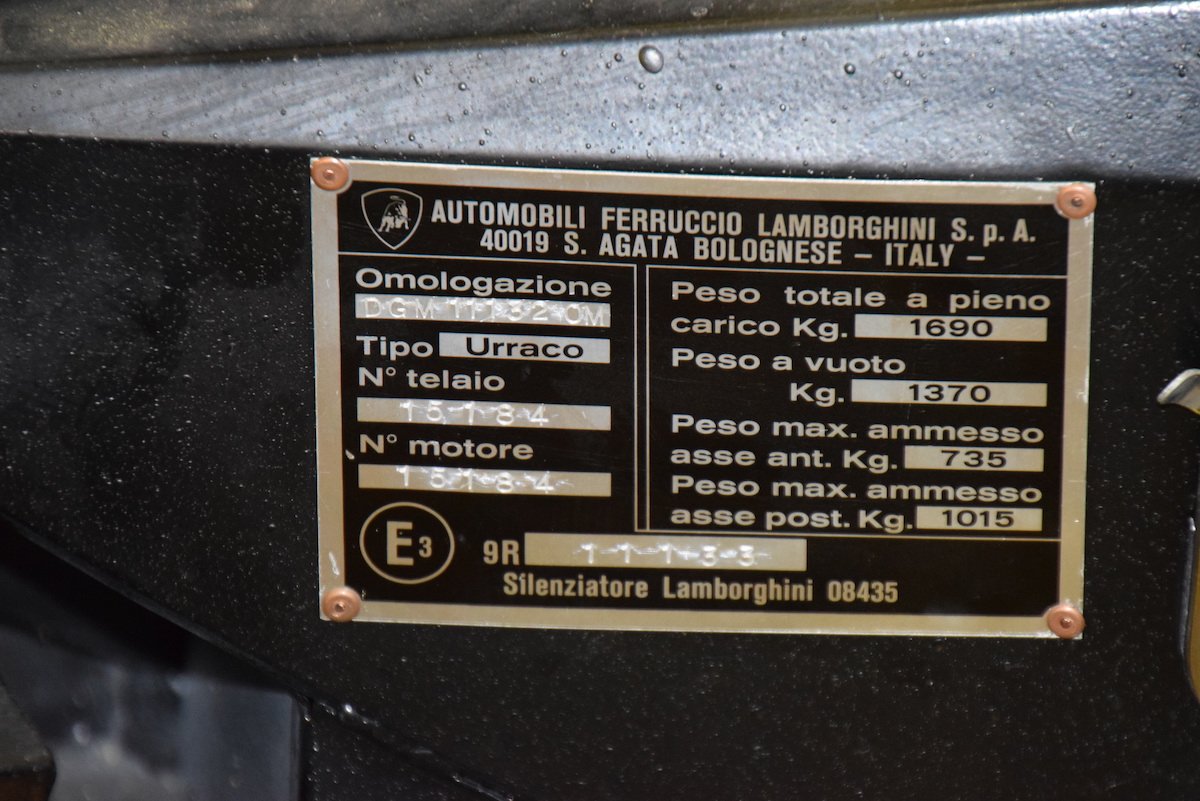 AUTOMOBILI FERRUCCIO LAMBORGHINI S.p.A.
40019 S. AGATA BOLOGNESE – ITALY –
Omologazione
DGM 11132 OM
Tipo Urraco
N° telaio
15184
N° motore
15184
Peso totale a pieno
carico Kg. 1690
Peso a vuoto
Kg. 1370
Peso max. ammesso
asse ant. Kg. 735
Peso max. ammesso
asse post. Kg. 1015
E3 9R 11133
Silenziatore Lamborghini 08435